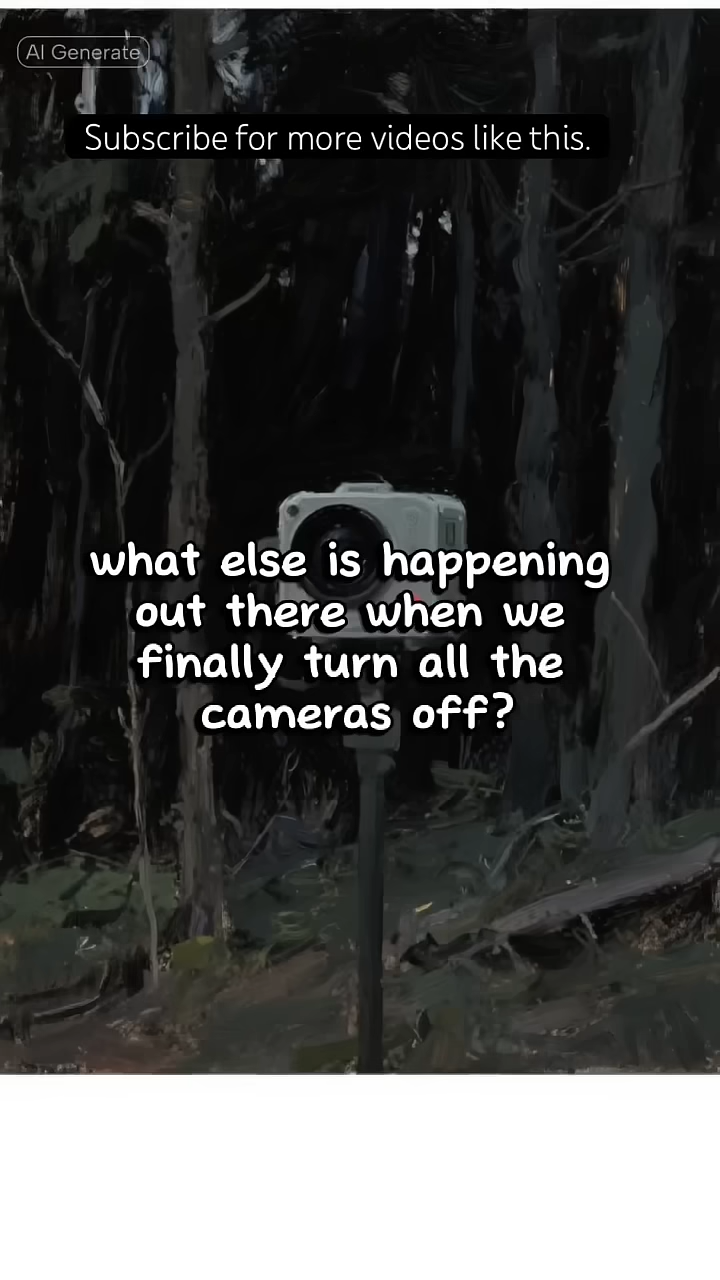 AI Generate
Subscribe for more videos like this.
what else is happening
out there when we
finally turn all the
cameras off?